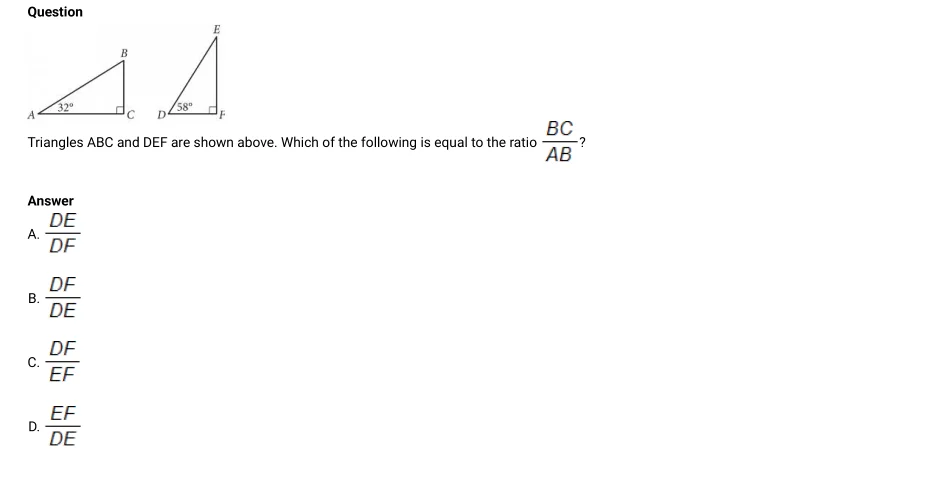 Question
E
B
32°
58°
A
C
D
F
Triangles ABC and DEF are shown above. Which of the following is equal to the ratio BC/AB?
Answer
A. DE/DF
B. DF/DE
C. DF/EF
D. EF/DE